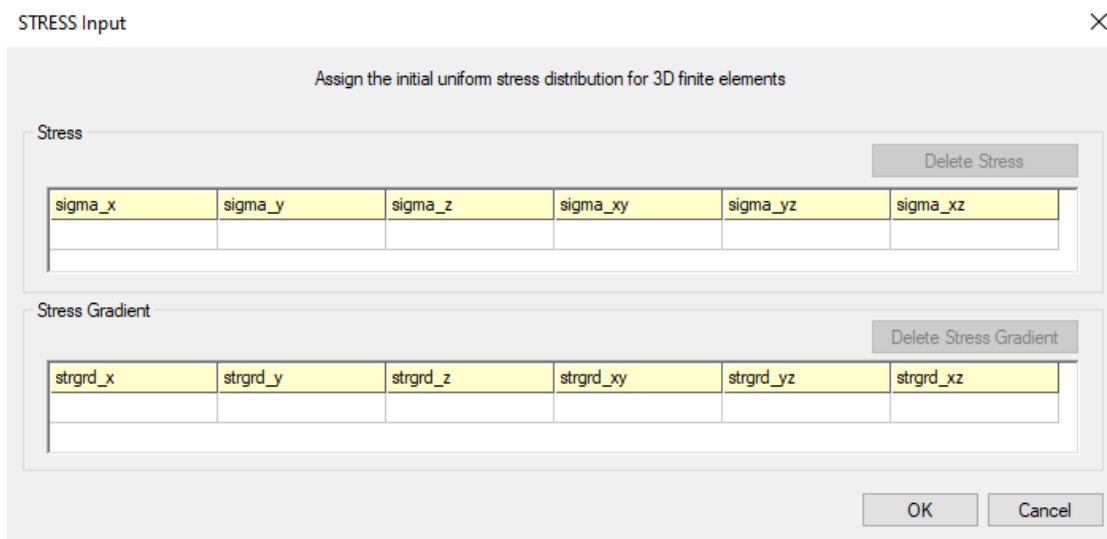 STRESS Input
Assign the initial uniform stress distribution for 3D finite elements
Stress
Delete Stress
sigma_x sigma_y sigma_z sigma_xy sigma_yz sigma_xz
Stress Gradient
Delete Stress Gradient
strgrd_x strgrd_y strgrd_z strgrd_xy strgrd_yz strgrd_xz
OK Cancel